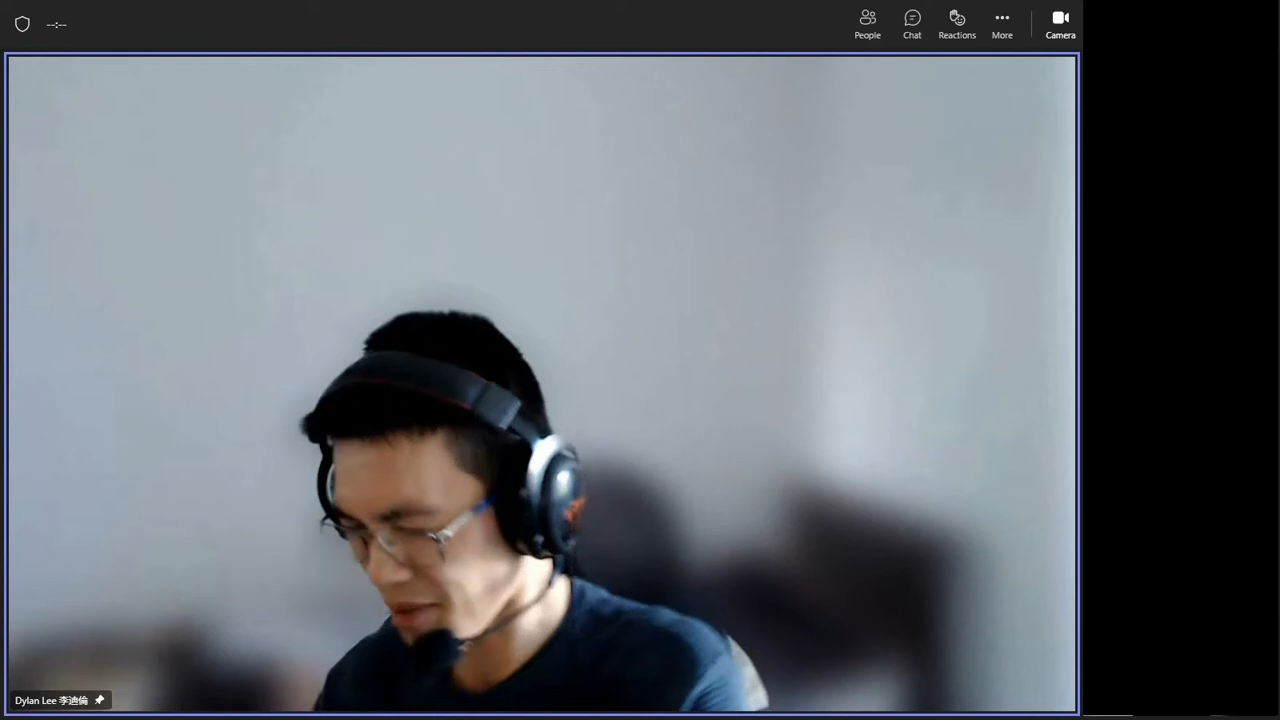 --:--
People
Chat
Reactions
More
Camera
Dylan Lee 李迪倫